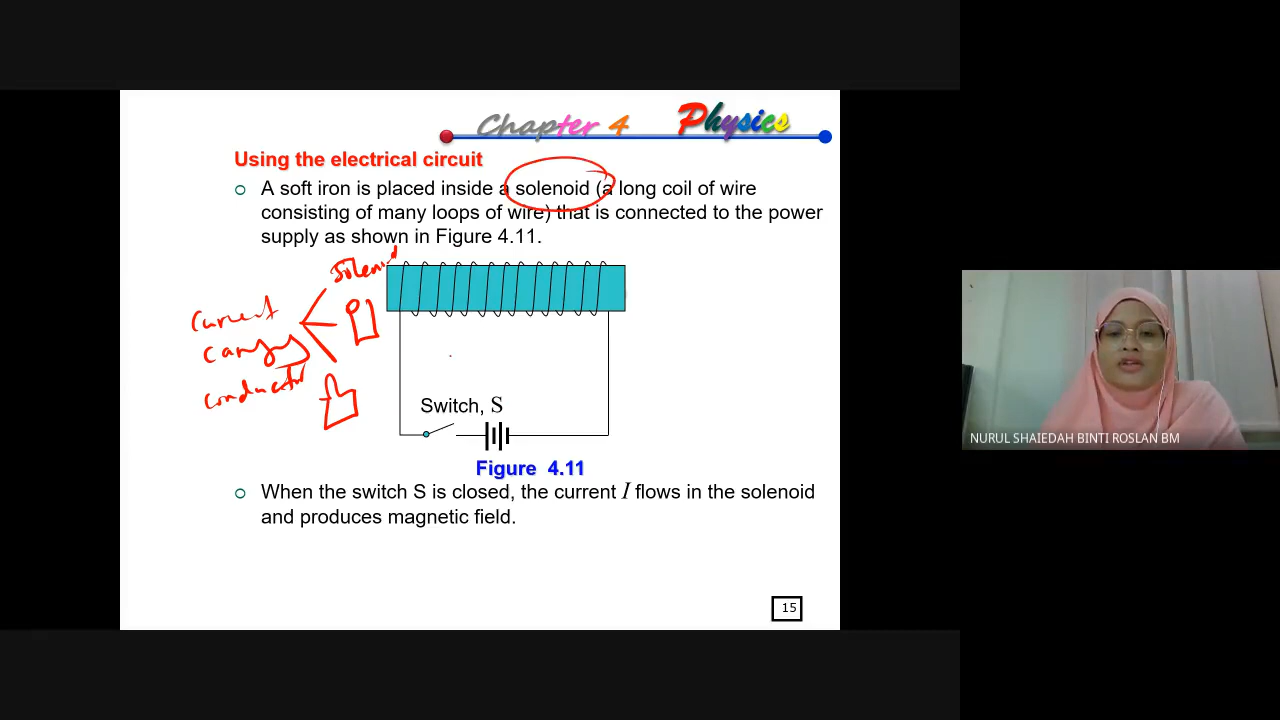 Chapter 4 Physics
Using the electrical circuit
A soft iron is placed inside a solenoid (a long coil of wire
consisting of many loops of wire) that is connected to the power
supply as shown in Figure 4.11.
solenoid
current
carrying
conductor
Switch, S
Figure 4.11
When the switch S is closed, the current I flows in the solenoid
and produces magnetic field.
15
NURUL SHAIEDAH BINTI ROSLAN BM